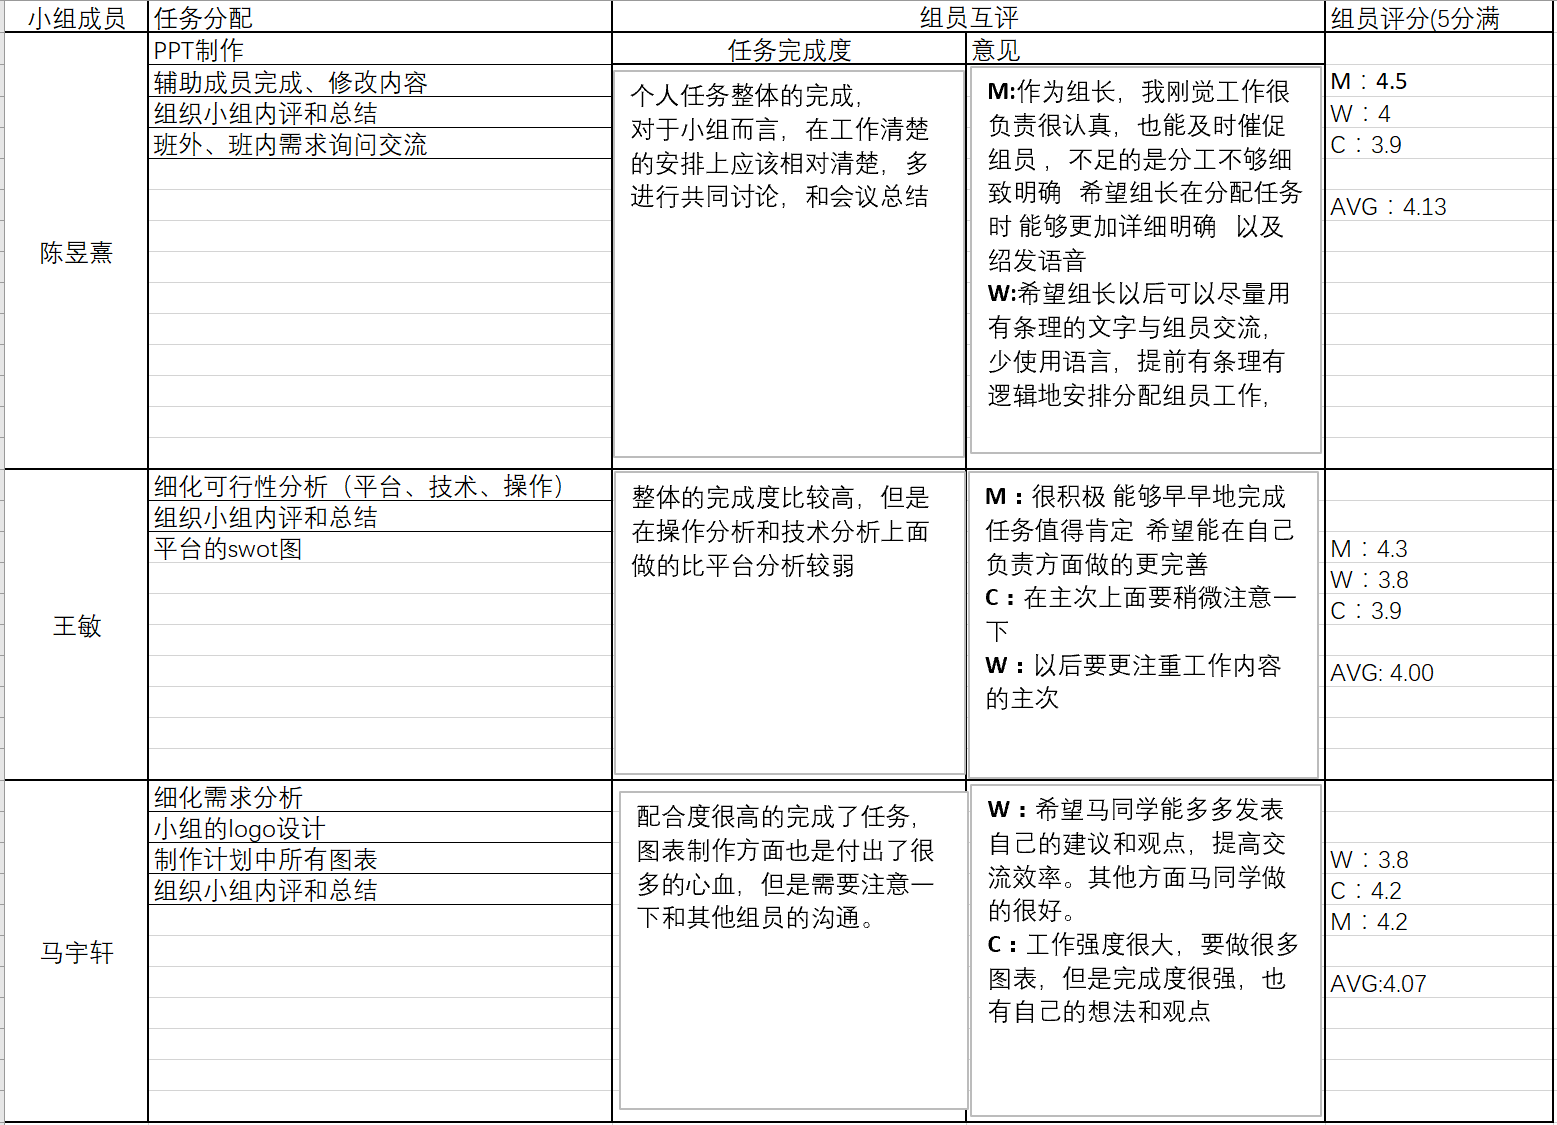 小组成员
任务分配
组员互评
组员评分(5分满
任务完成度
意见
陈昱熹
PPT制作
辅助成员完成、修改内容
组织小组内评和总结
班外、班内需求询问交流
个人任务整体的完成，
对于小组而言，在工作清楚
的安排上应该相对清楚，多
进行共同讨论，和会议总结
M:作为组长，我刚觉工作很
负责很认真，也能及时催促
组员 ，不足的是分工不够细
致明确 希望组长在分配任务
时 能够更加详细明确 以及
绍发语音
W:希望组长以后可以尽量用
有条理的文字与组员交流，
少使用语言，提前有条理有
逻辑地安排分配组员工作，
M：4.5
W：4
C：3.9
AVG：4.13
王敏
细化可行性分析（平台、技术、操作）
组织小组内评和总结
平台的swot图
整体的完成度比较高，但是
在操作分析和技术分析上面
做的比平台分析较弱
M：很积极 能够早早地完成
任务值得肯定 希望能在自己
负责方面做的更完善
C：在主次上面要稍微注意一
下
W：以后要更注重工作内容
的主次
M：4.3
W：3.8
C：3.9
AVG: 4.00
马宇轩
细化需求分析
小组的logo设计
制作计划中所有图表
组织小组内评和总结
配合度很高的完成了任务，
图表制作方面也是付出了很
多的心血，但是需要注意一
下和其他组员的沟通。
W：希望马同学能多多发表
自己的建议和观点，提高交
流效率。其他方面马同学做
的很好。
C：工作强度很大，要做很多
图表，但是完成度很强，也
有自己的想法和观点
W：3.8
C：4.2
M：4.2
AVG:4.07